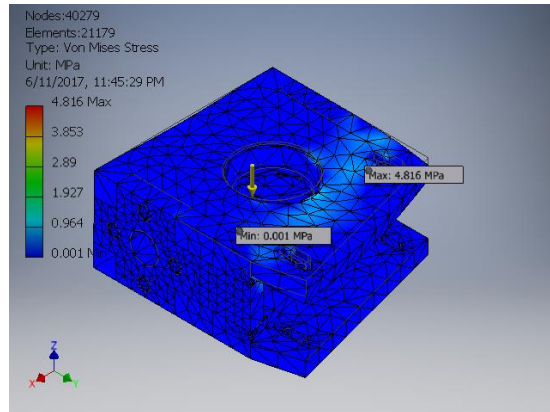 Nodes:40279
Elements:21179
Type: Von Mises Stress
Unit: MPa
6/11/2017, 11:45:29 PM
4.816 Max
3.853
2.89
1.927
0.964
0.001 M
Max: 4.816 MPa
Min: 0.001 MPa
Z
X
Y